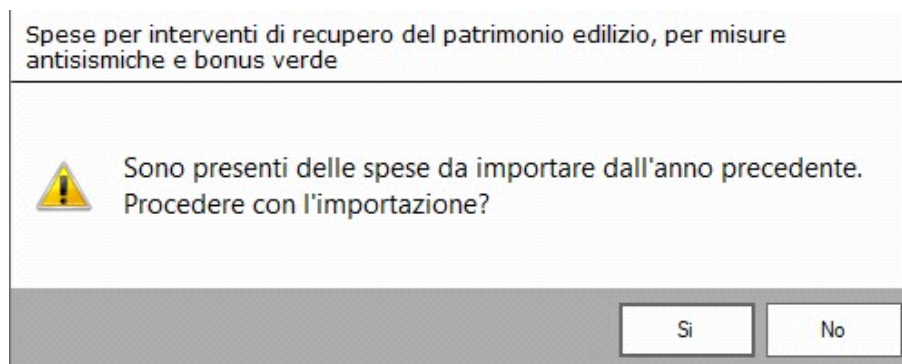 Spese per interventi di recupero del patrimonio edilizio, per misure
antisismiche e bonus verde
Sono presenti delle spese da importare dall'anno precedente.
Procedere con l'importazione?
Si
No